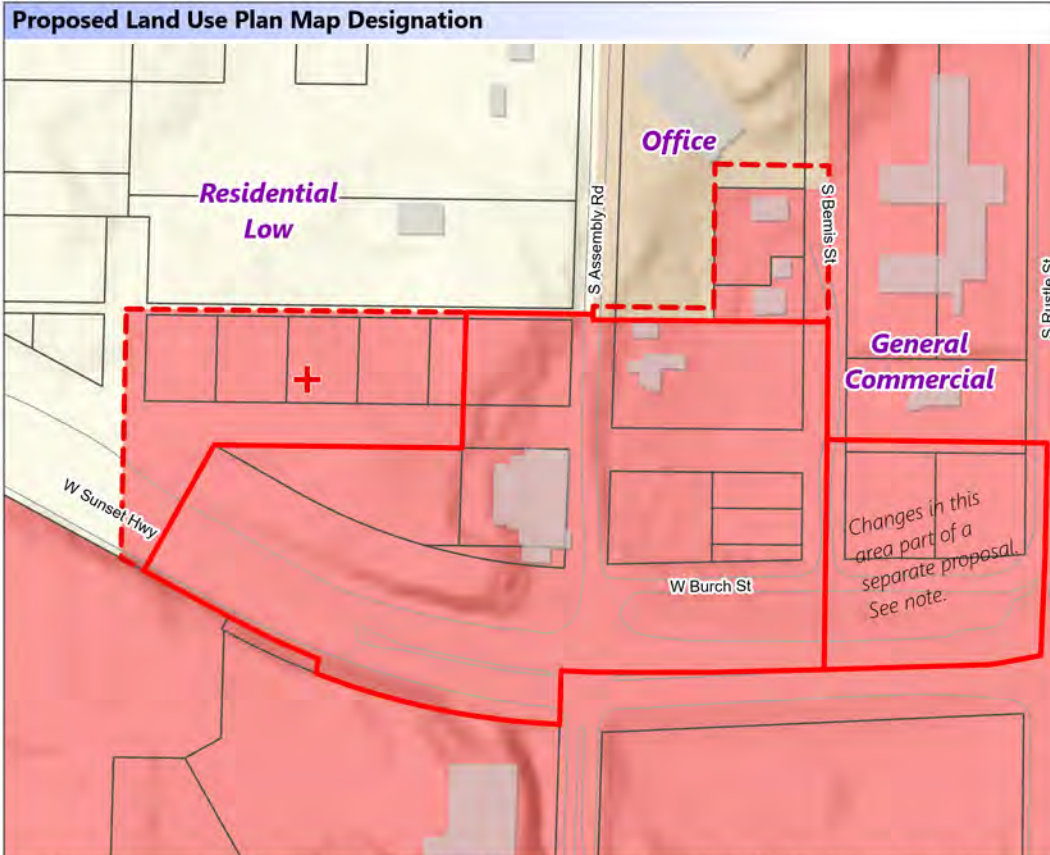 Proposed Land Use Plan Map Designation
Office
Residential
Low
S Assembly Rd
S Bemis St
S Rustle St
General
Commercial
W Sunset Hwy
Changes in this
area part of a
separate proposal.
See note.
W Burch St